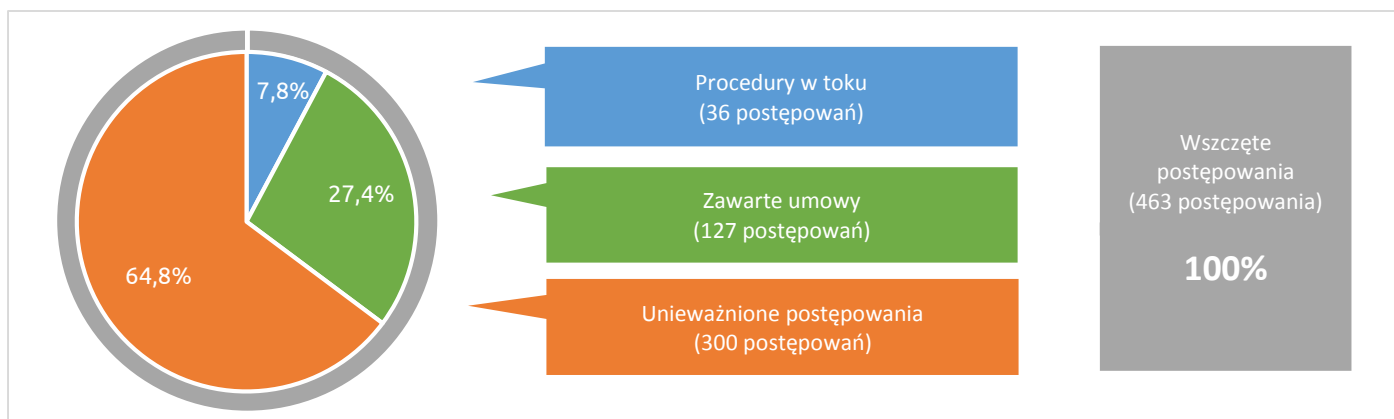 7,8%
27,4%
64,8%
Procedury w toku
(36 postępowań)
Zawarte umowy
(127 postępowań)
Unieważnione postępowania
(300 postępowań)
Wszczęte
postępowania
(463 postępowania)
100%